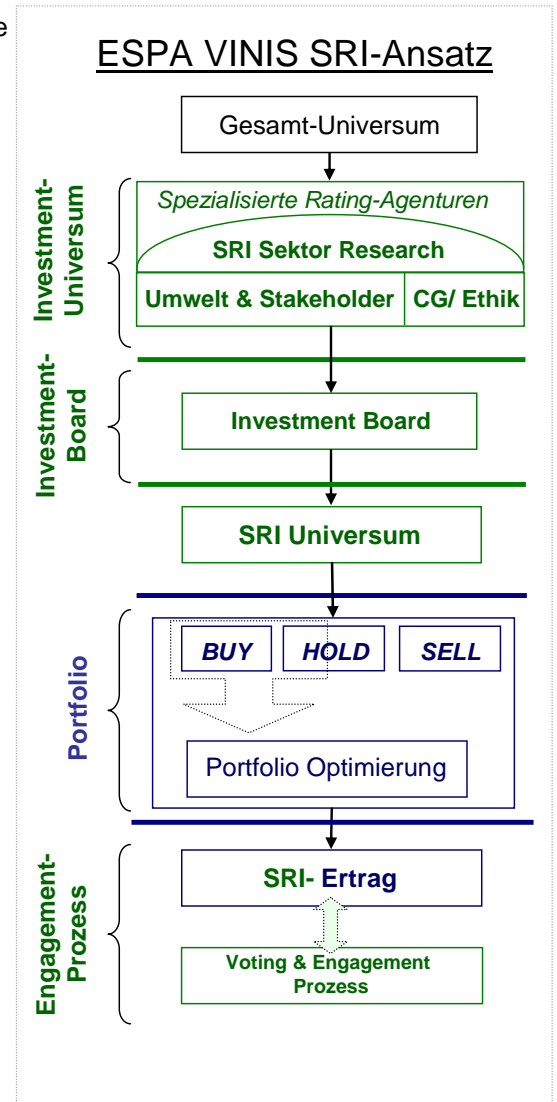 e
ESPA VINIS SRI-Ansatz
Gesamt-Universum
Investment-
Universum
Spezialisierte Rating-Agenturen
SRI Sektor Research
Umwelt & Stakeholder
CG/ Ethik
Investment-
Board
Investment Board
SRI Universum
Portfolio
BUY
HOLD
SELL
Portfolio Optimierung
Engagement-
Prozess
SRI- Ertrag
Voting & Engagement
Prozess